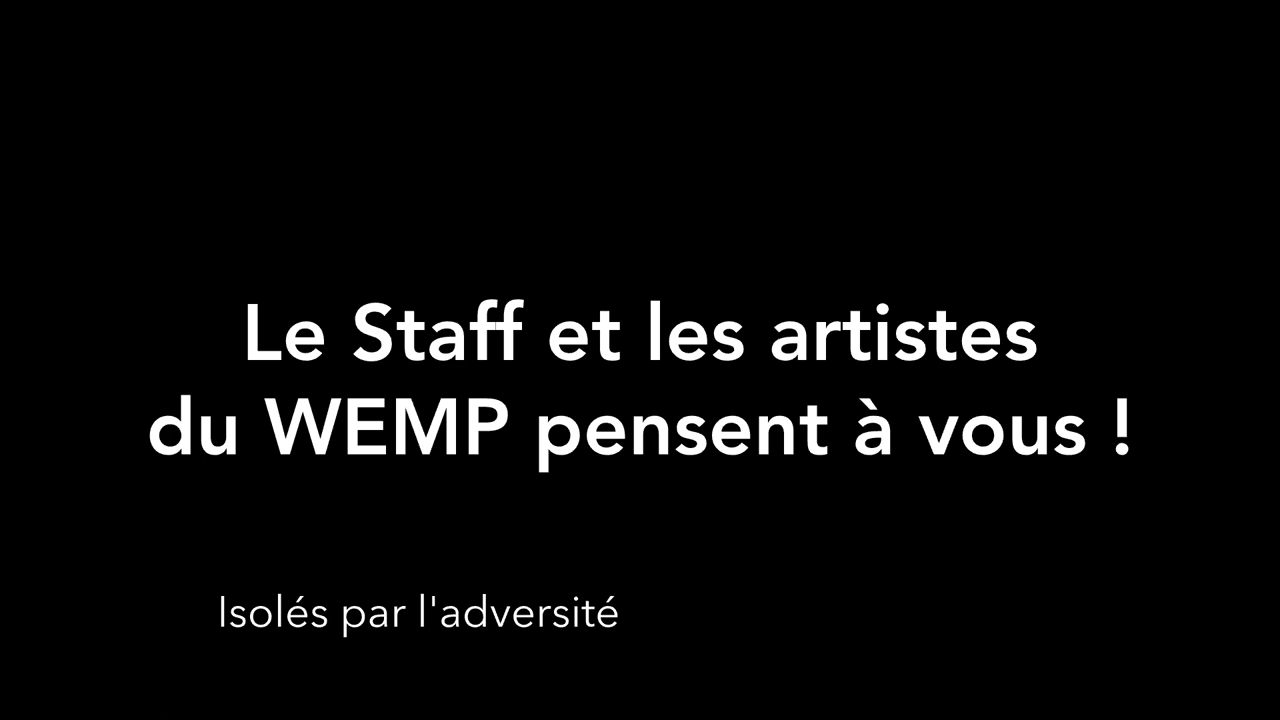 Le Staff et les artistes
du WEMP pensent à vous !
Isolés par l'adversité